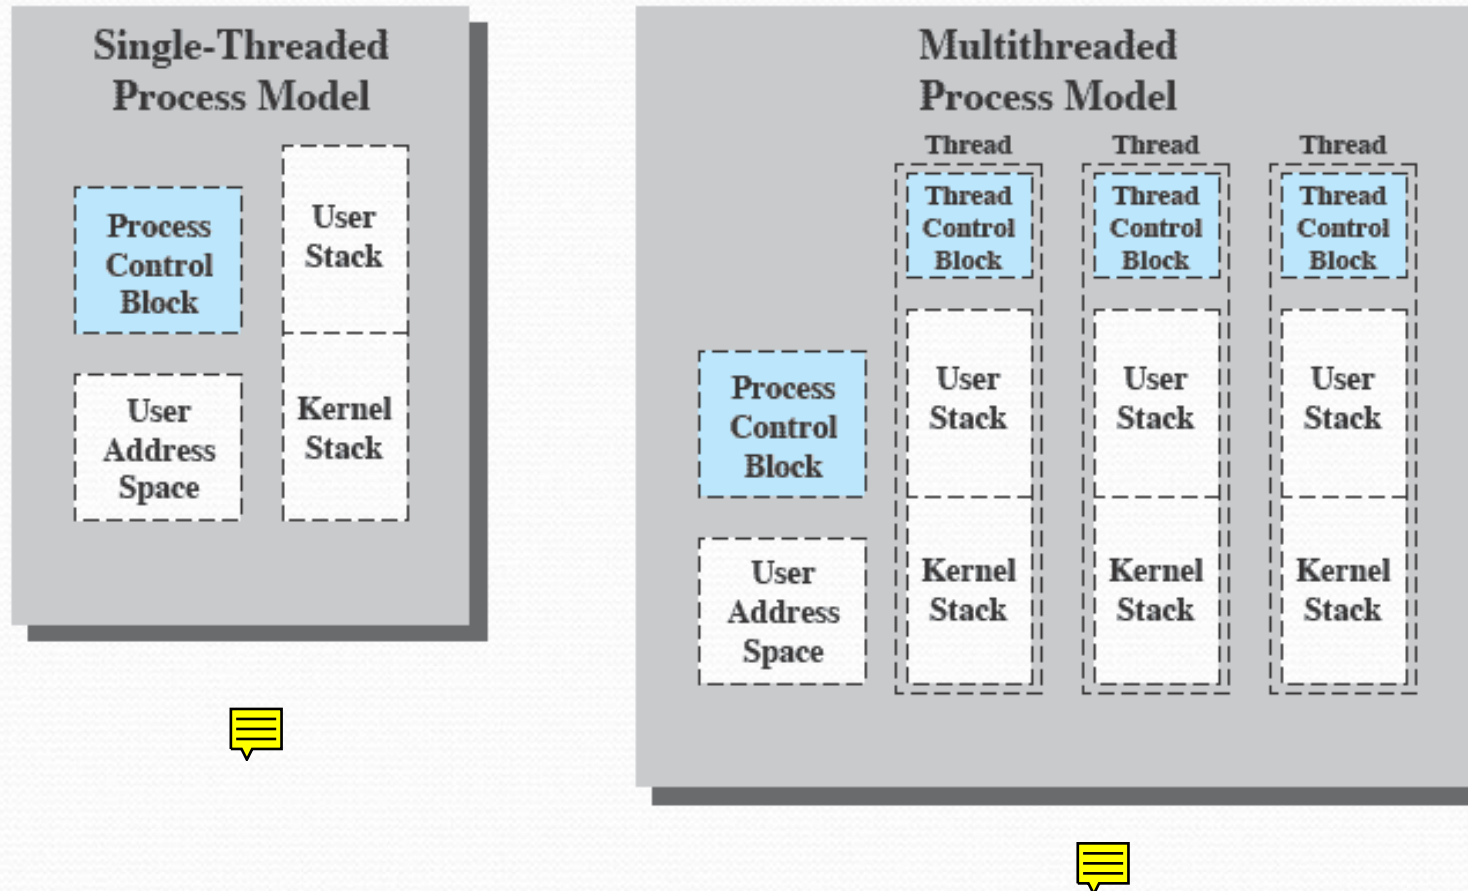 Single-Threaded
Process Model
Process
Control
Block
User
Address
Space
User
Stack
Kernel
Stack
Multithreaded
Process Model
Process
Control
Block
User
Address
Space
Thread
Thread
Control
Block
User
Stack
Kernel
Stack
Thread
Thread
Control
Block
User
Stack
Kernel
Stack
Thread
Thread
Control
Block
User
Stack
Kernel
Stack